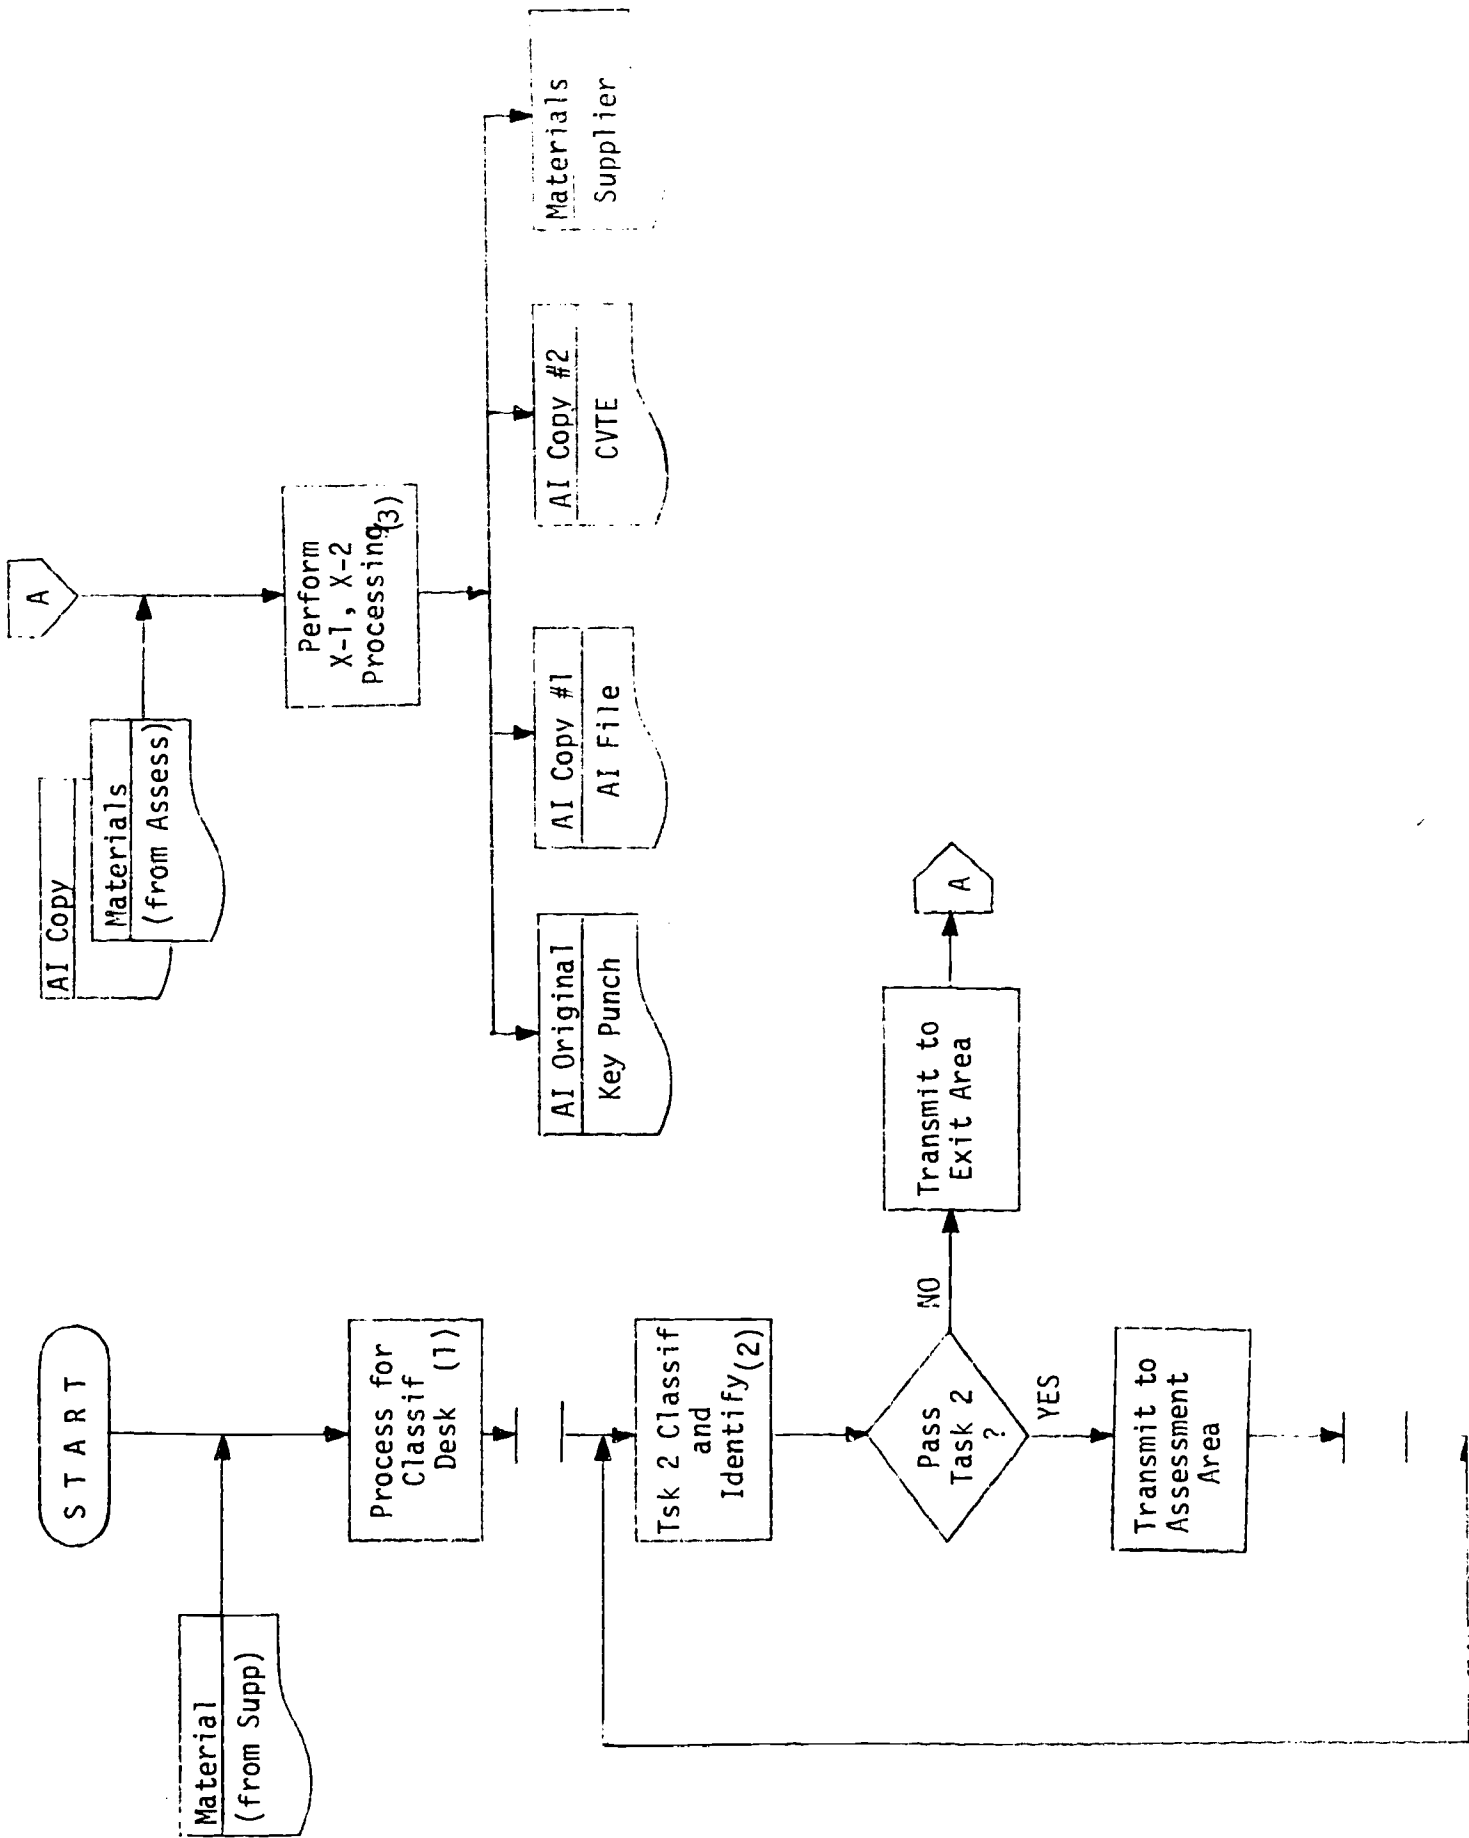 S T A R T
Material
(from Supp)
Process for
Classif
Desk (1)
Tsk 2 Classif
and
Identify (2)
Pass
Task 2
?
NO
YES
Transmit to
Exit Area
A
Transmit to
Assessment
Area
A
AI Copy
Materials
(from Assess)
Perform
X-1, X-2
Processing (3)
AI Original
Key Punch
AI Copy #1
AI File
AI Copy #2
CVTE
Materials
Supplier